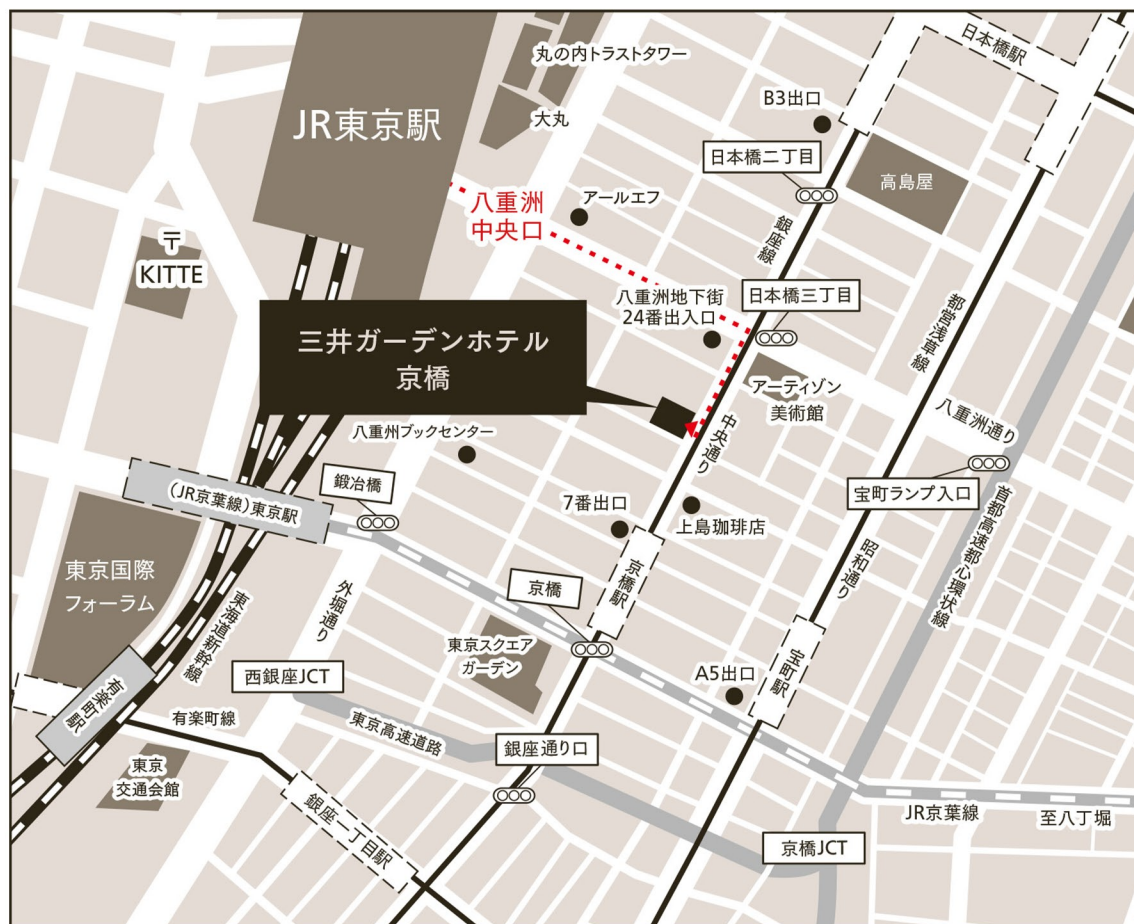 日本橋駅
丸の内トラストタワー
大丸
JR東京駅
B3出口
日本橋二丁目
高島屋
アールエフ
八重洲
中央口
銀座線
〒
KITTE
八重洲地下街
24番出入口
日本橋三丁目
都営浅草線
三井ガーデンホテル
京橋
アーティゾン
美術館
八重洲通り
中央通り
八重州ブックセンター
鍛冶橋
(JR京葉線)東京駅
宝町ランプ入口
7番出口
上島珈琲店
首都高速都心環状線
昭和通り
東京国際
フォーラム
外堀通り
京橋駅
京橋
東海道新幹線
東京スクエア
ガーデン
宝町駅
A5出口
西銀座JCT
有楽町駅
有楽町線
東京高速道路
銀座通り口
東京
交通会館
銀座一丁目駅
JR京葉線
至八丁堀
京橋JCT